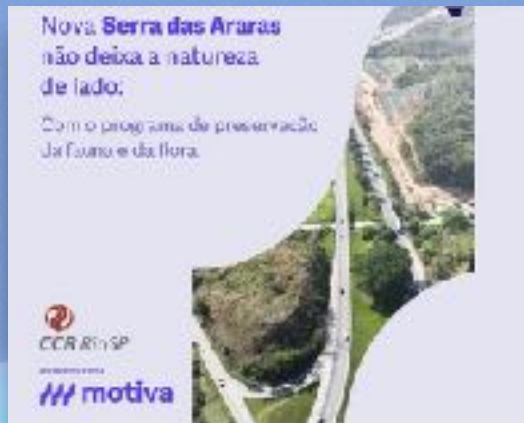 Nova Serra das Araras
não deixa a natureza
de lado:
Com o programa de preservação
da fauna e da flora.
CCR RioSP
motiva